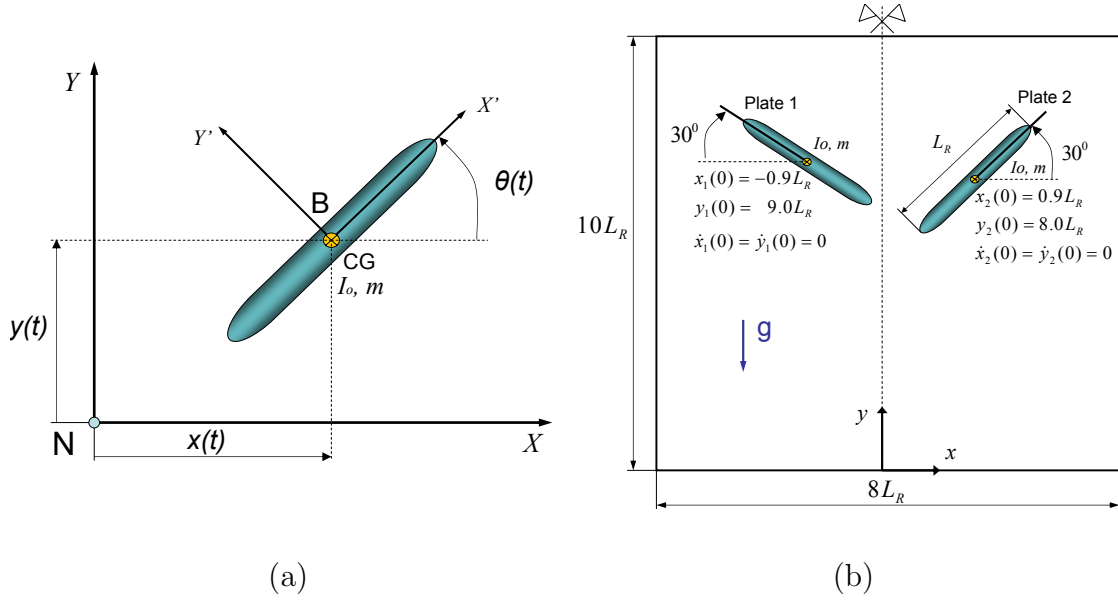 Y
X'
Y'
θ(t)
B
CG
Iₒ, m
y(t)
N
x(t)
X
(a)
Plate 1
30⁰
Io, m
x₁(0) = −0.9L_R
y₁(0) = 9.0L_R
ẋ₁(0) = ẏ₁(0) = 0
Plate 2
L_R
30⁰
Io, m
x₂(0) = 0.9L_R
y₂(0) = 8.0L_R
ẋ₂(0) = ẏ₂(0) = 0
10L_R
g
y
x
8L_R
(b)